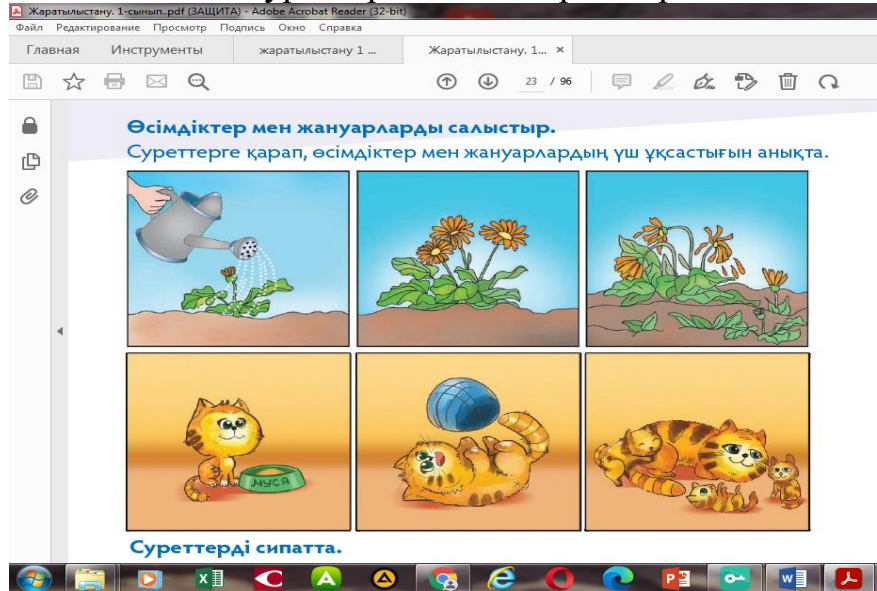 Жаратылыстану. 1-сынып..pdf (ЗАЩИТА) - Adobe Acrobat Reader (32-bit)
Файл Редактирование Просмотр Подпись Окно Справка
Главная Инструменты жаратылыстану 1 ... Жаратылыстану. 1... ×
23 / 96
Өсімдіктер мен жануарларды салыстыр.
Суреттерге қарап, өсімдіктер мен жануарлардың үш ұқсастығын анықта.
МУСЯ
Суреттерді сипатта.